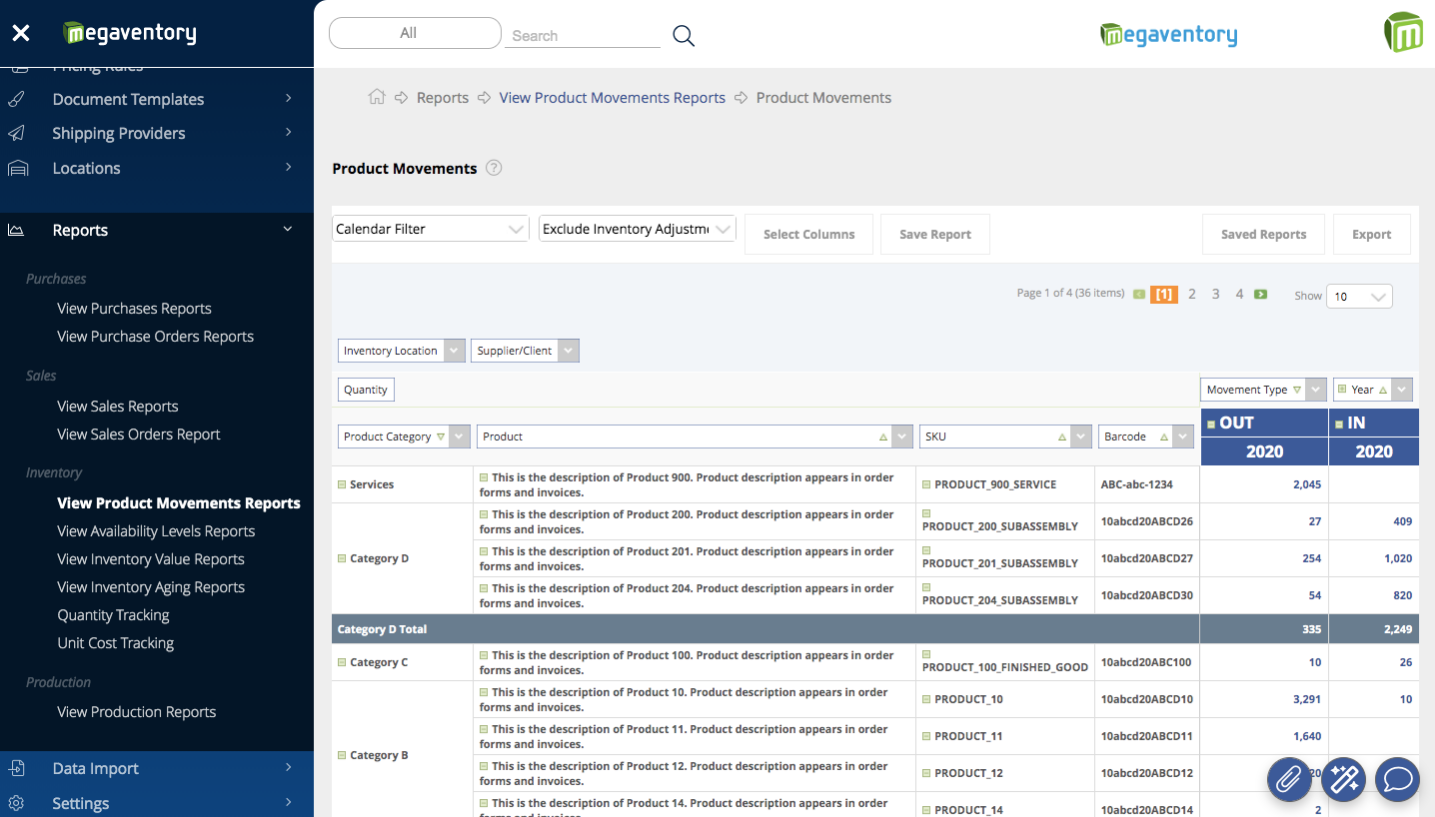 megaventory
Pricing Rules
Document Templates
Shipping Providers
Locations
Reports
Purchases
View Purchases Reports
View Purchase Orders Reports
Sales
View Sales Reports
View Sales Orders Report
Inventory
View Product Movements Reports
View Availability Levels Reports
View Inventory Value Reports
View Inventory Aging Reports
Quantity Tracking
Unit Cost Tracking
Production
View Production Reports
Data Import
Settings
All
Search
megaventory
m
Reports View Product Movements Reports Product Movements
Product Movements ?
Calendar Filter Exclude Inventory Adjustm Select Columns Save Report Saved Reports Export
Page 1 of 4 (36 items) [1] 2 3 4 Show 10
Inventory Location Supplier/Client
Quantity Movement Type Year
Product Category Product SKU Barcode OUT IN
2020 2020
Services This is the description of Product 900. Product description appears in order PRODUCT_900_SERVICE ABC-abc-1234 2,045
forms and invoices.
This is the description of Product 200. Product description appears in order
forms and invoices. PRODUCT_200_SUBASSEMBLY 10abcd20ABCD26 27 409
Category D This is the description of Product 201. Product description appears in order
forms and invoices. PRODUCT_201_SUBASSEMBLY 10abcd20ABCD27 254 1,020
This is the description of Product 204. Product description appears in order
forms and invoices. PRODUCT_204_SUBASSEMBLY 10abcd20ABCD30 54 820
Category D Total 335 2,249
Category C This is the description of Product 100. Product description appears in order
forms and invoices. PRODUCT_100_FINISHED_GOOD 10abcd20ABC100 10 26
This is the description of Product 10. Product description appears in order
forms and invoices. PRODUCT_10 10abcd20ABCD10 3,291 10
This is the description of Product 11. Product description appears in order
forms and invoices. PRODUCT_11 10abcd20ABCD11 1,640
Category B
This is the description of Product 12. Product description appears in order
forms and invoices. PRODUCT_12 10abcd20ABCD12
This is the description of Product 14. Product description appears in order
forms and invoices. PRODUCT_14 10abcd20ABCD14 2